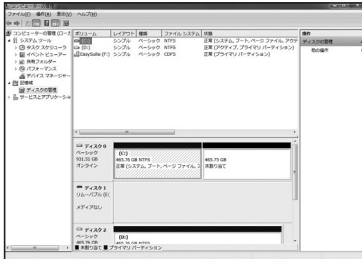 ファイル(F) 操作(A) 表示(V) ヘルプ(H)
コンピューターの管理 (ローカ
システム ツール
タスク スケジューラ
イベント ビューアー
共有フォルダー
パフォーマンス
デバイス マネージャー
記憶域
ディスクの管理
サービスとアプリケーショ
ボリューム レイアウト 種類 ファイル システム 状態
(C:) シンプル ベーシック NTFS 正常 (システム, ブート, ページ ファイル, アクテ
(D:) シンプル ベーシック NTFS 正常 (アクティブ, プライマリ パーティション)
EasySuite (F:) シンプル ベーシック CDFS 正常 (プライマリ パーティション)
操作
ディスクの管理
他の操作
ディスク 0
ベーシック
931.51 GB
オンライン
(C:)
465.78 GB NTFS
正常 (システム, ブート, ページ ファイル, ア
465.73 GB
未割り当て
ディスク 1
リムーバブル (E:)
メディアなし
ディスク 2
ベーシック
(D:)
未割り当て プライマリ パーティション